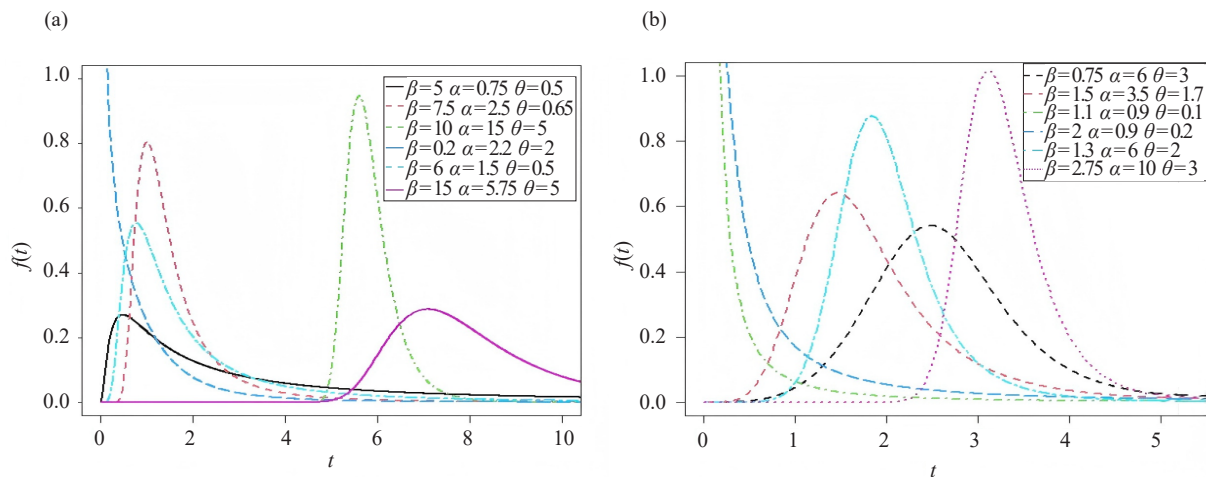 (a)
f(t)
1.0
0.8
0.6
0.4
0.2
0.0
β=5 α=0.75 θ=0.5
β=7.5 α=2.5 θ=0.65
β=10 α=15 θ=5
β=0.2 α=2.2 θ=2
β=6 α=1.5 θ=0.5
β=15 α=5.75 θ=5
0 2 4 6 8 10
t
(b)
f(t)
1.0
0.8
0.6
0.4
0.2
0.0
β=0.75 α=6 θ=3
β=1.5 α=3.5 θ=1.7
β=1.1 α=0.9 θ=0.1
β=2 α=0.9 θ=0.2
β=1.3 α=6 θ=2
β=2.75 α=10 θ=3
0 1 2 3 4 5
t